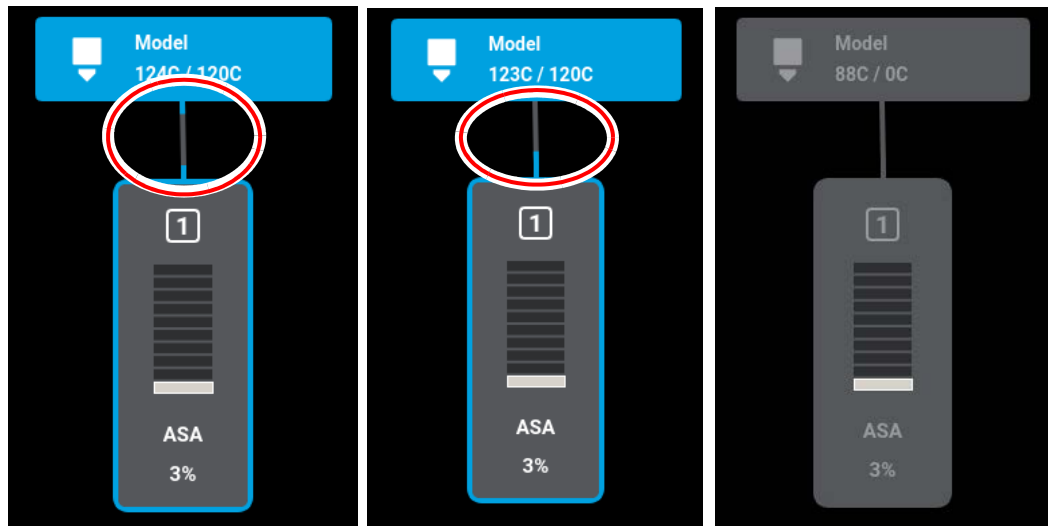 Model
124C / 120C
1
ASA
3%
Model
123C / 120C
1
ASA
3%
Model
88C / 0C
1
ASA
3%